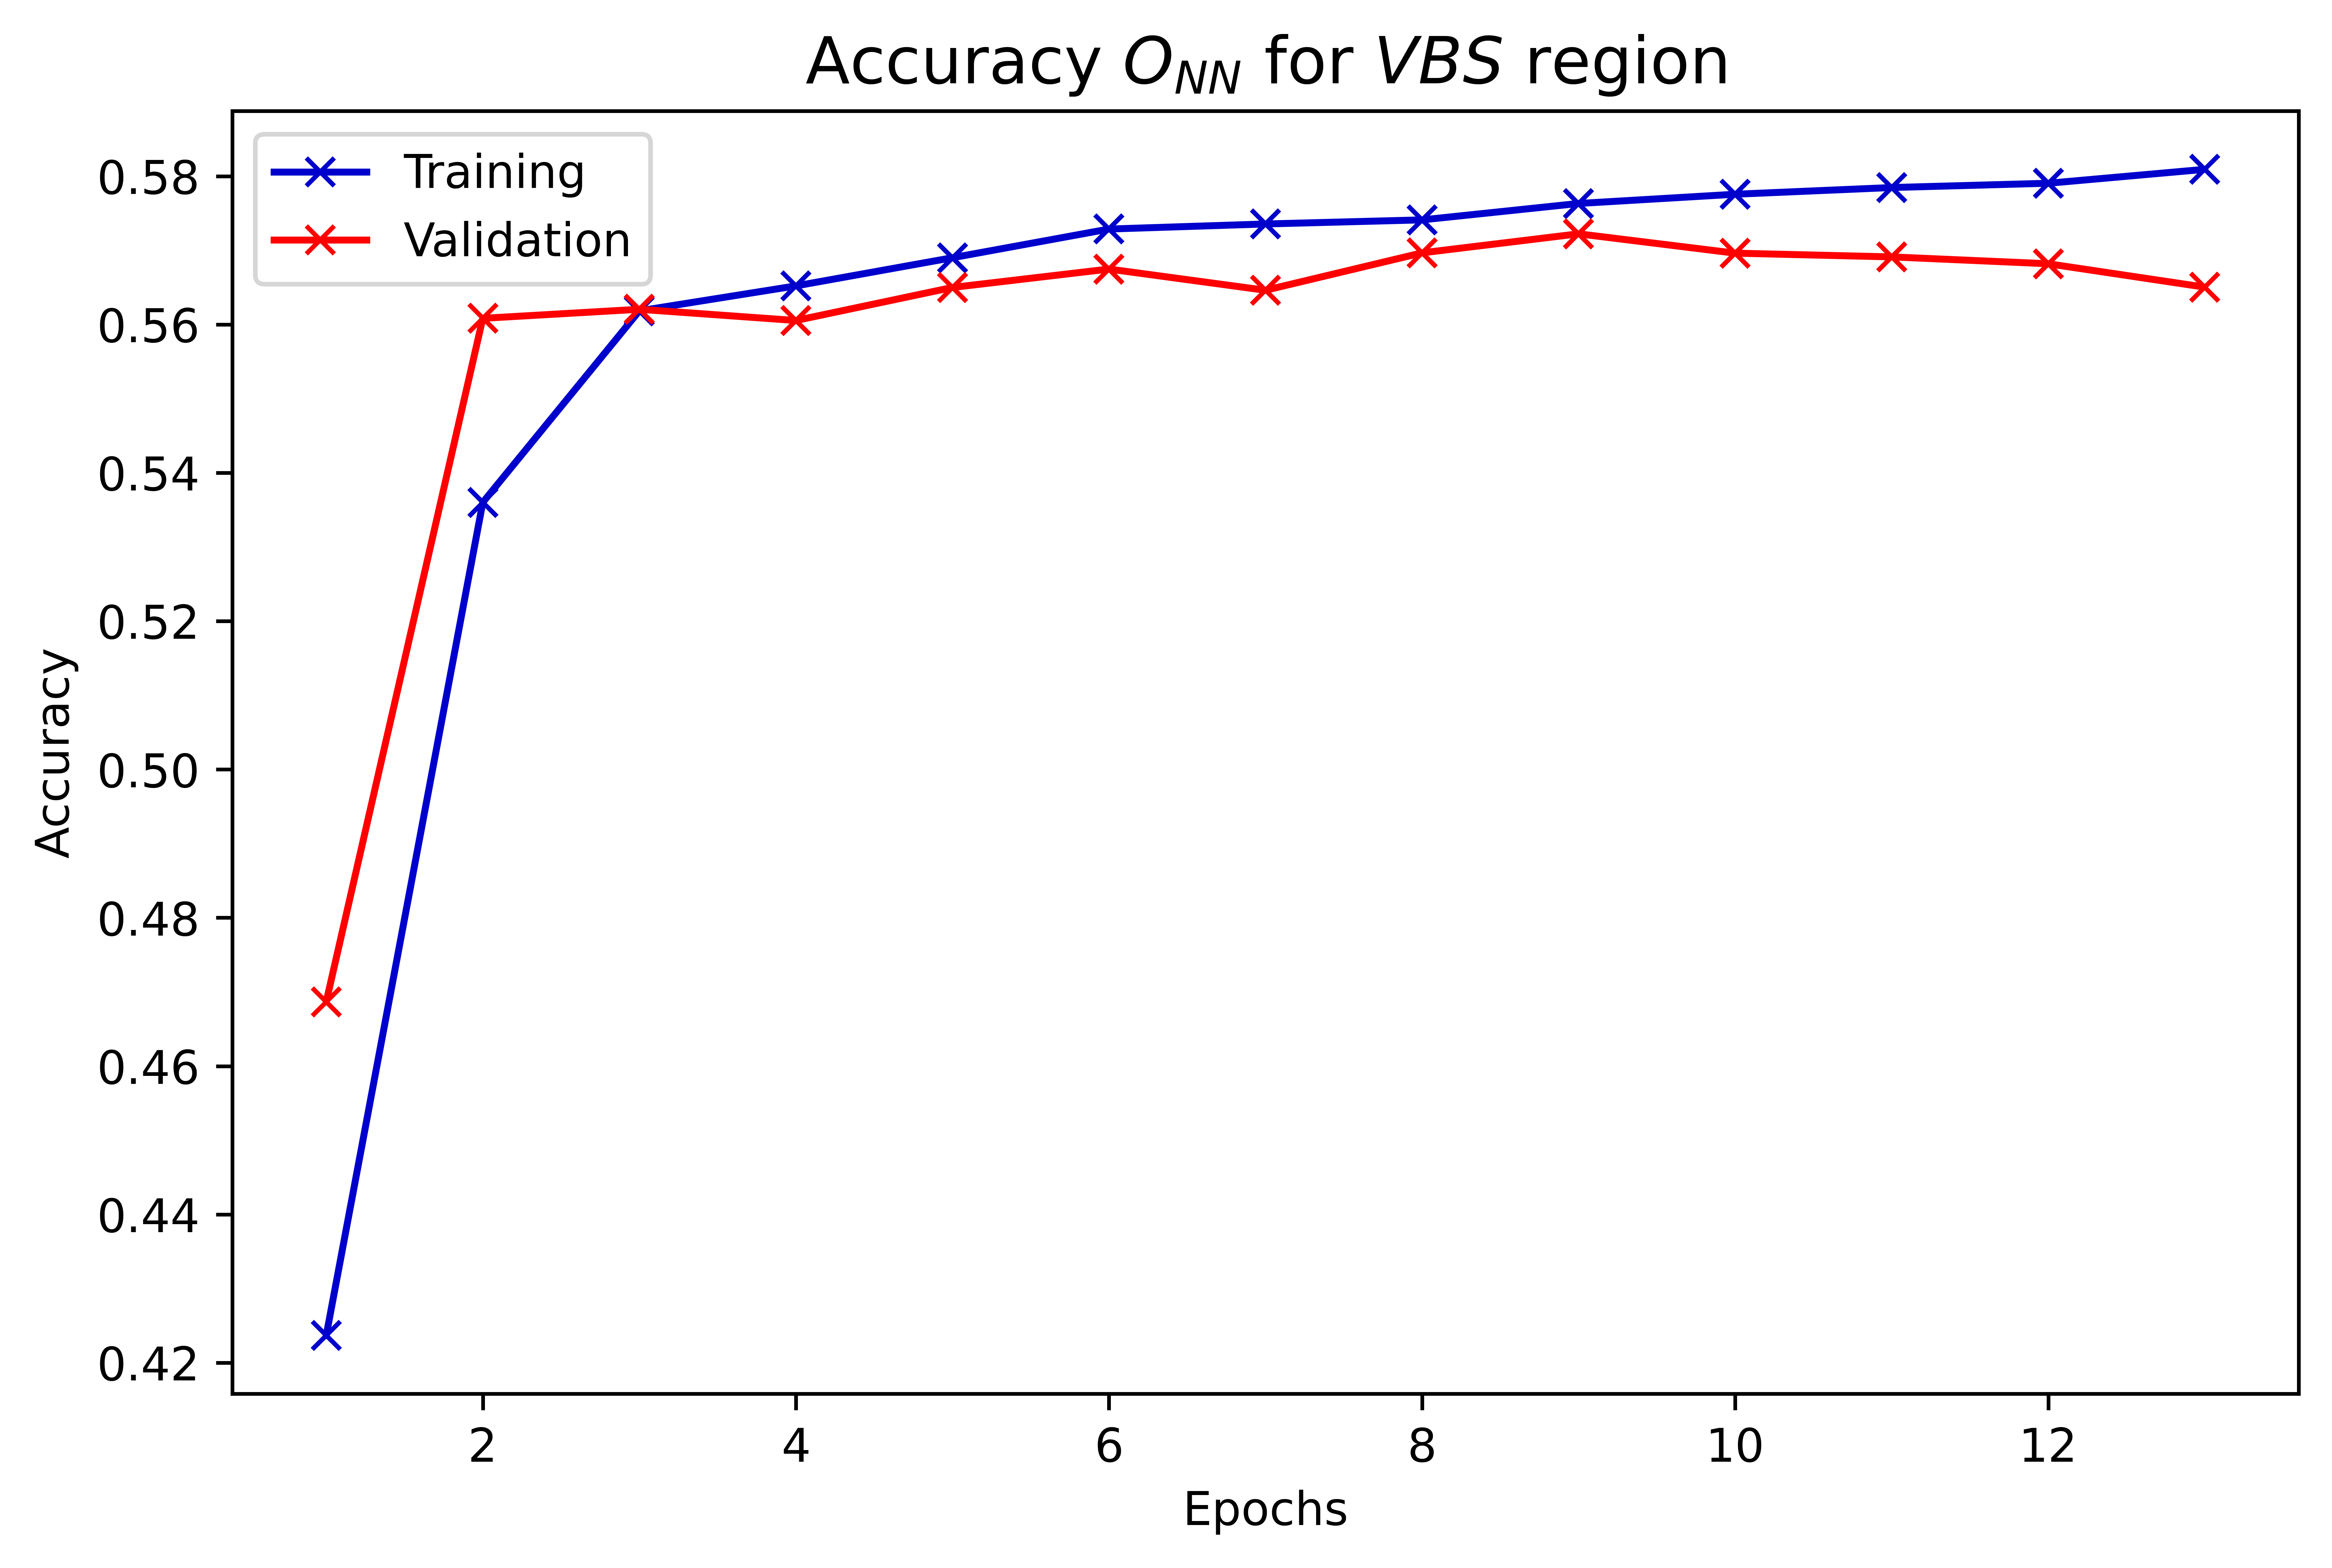 Accuracy O_NN for VBS region
Training
Validation
0.58
0.56
0.54
0.52
0.50
0.48
0.46
0.44
0.42
Accuracy
2 4 6 8 10 12
Epochs